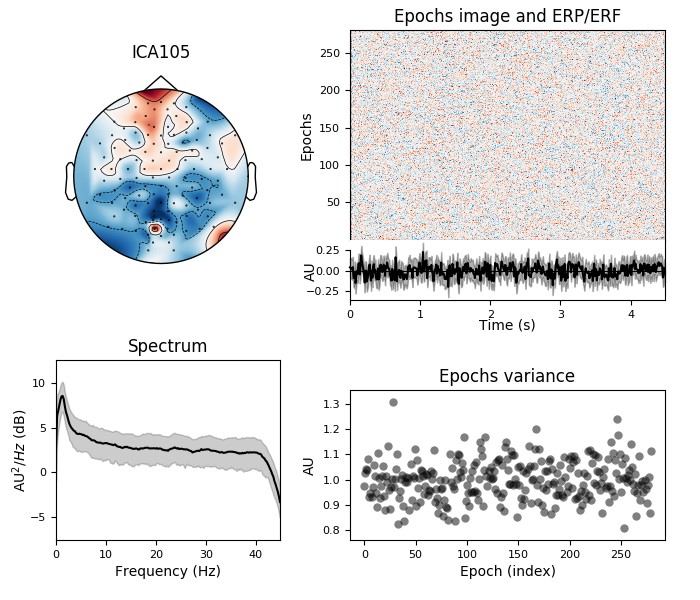 ICA105
Epochs image and ERP/ERF
Epochs
250
200
150
100
50
AU
0.25
0.00
−0.25
0 1 2 3 4
Time (s)
Spectrum
AU²/Hz (dB)
10
5
0
−5
0 10 20 30 40
Frequency (Hz)
Epochs variance
AU
1.3
1.2
1.1
1.0
0.9
0.8
0 50 100 150 200 250
Epoch (index)